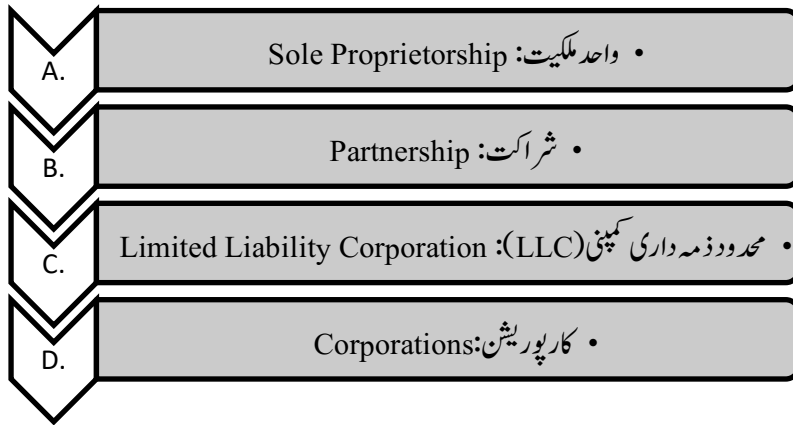 A.
• واحد ملکیت: Sole Proprietorship
B.
• شراکت: Partnership
C.
• محدود ذمہ داری کمپنی (LLC): Limited Liability Corporation
D.
• کارپوریشن: Corporations